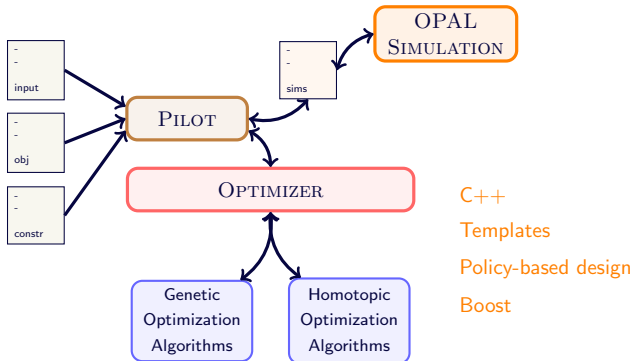 OPAL
SIMULATION
-
-
input
-
-
sims
PILOT
-
-
obj
OPTIMIZER
-
-
constr
C++
Templates
Policy-based design
Boost
Genetic
Optimization
Algorithms
Homotopic
Optimization
Algorithms